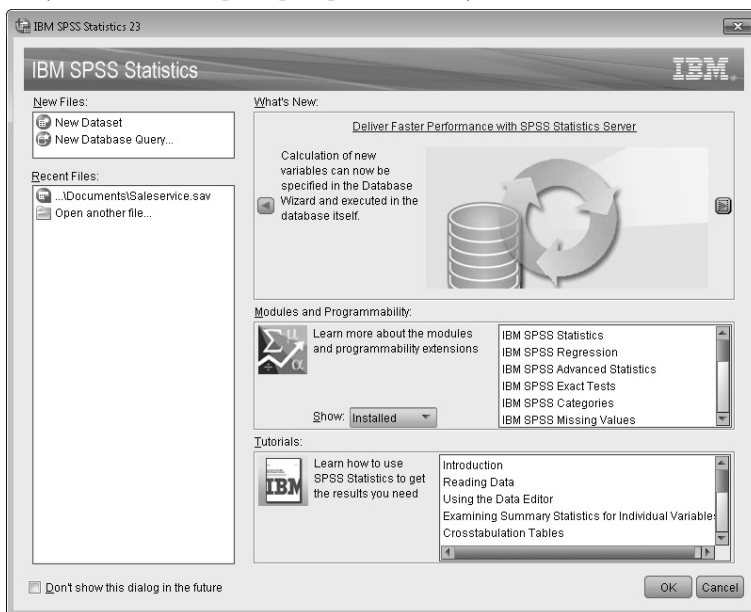 IBM SPSS Statistics 23
IBM SPSS Statistics
IBM
New Files:
New Dataset
New Database Query...
Recent Files:
...\Documents\Saleservice.sav
Open another file...
What's New:
Deliver Faster Performance with SPSS Statistics Server
Calculation of new
variables can now be
specified in the Database
Wizard and executed in the
database itself.
Modules and Programmability:
Learn more about the modules
and programmability extensions
Show: Installed
IBM SPSS Statistics
IBM SPSS Regression
IBM SPSS Advanced Statistics
IBM SPSS Exact Tests
IBM SPSS Categories
IBM SPSS Missing Values
Tutorials:
IBM
Learn how to use
SPSS Statistics to get
the results you need
Introduction
Reading Data
Using the Data Editor
Examining Summary Statistics for Individual Variables
Crosstabulation Tables
Don't show this dialog in the future
OK
Cancel